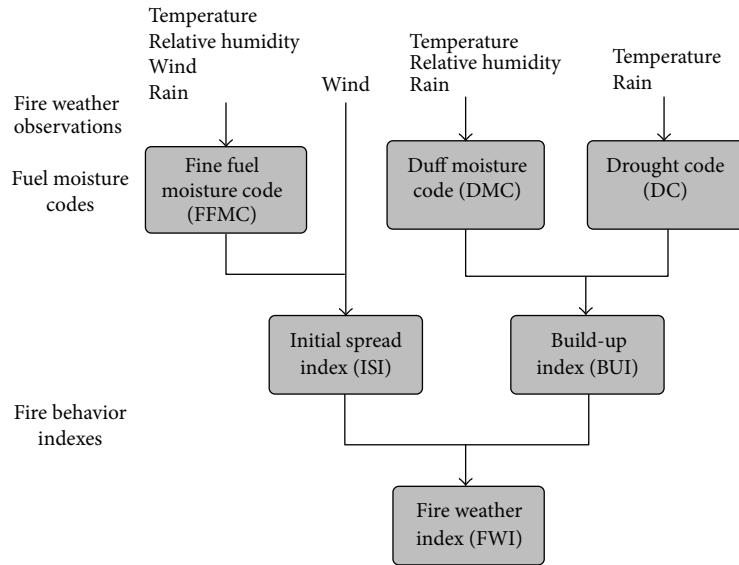 Temperature
Relative humidity
Wind
Rain
Wind
Temperature
Relative humidity
Rain
Temperature
Rain
Fire weather
observations
Fuel moisture
codes
Fine fuel
moisture code
(FFMC)
Duff moisture
code (DMC)
Drought code
(DC)
Initial spread
index (ISI)
Build-up
index (BUI)
Fire behavior
indexes
Fire weather
index (FWI)